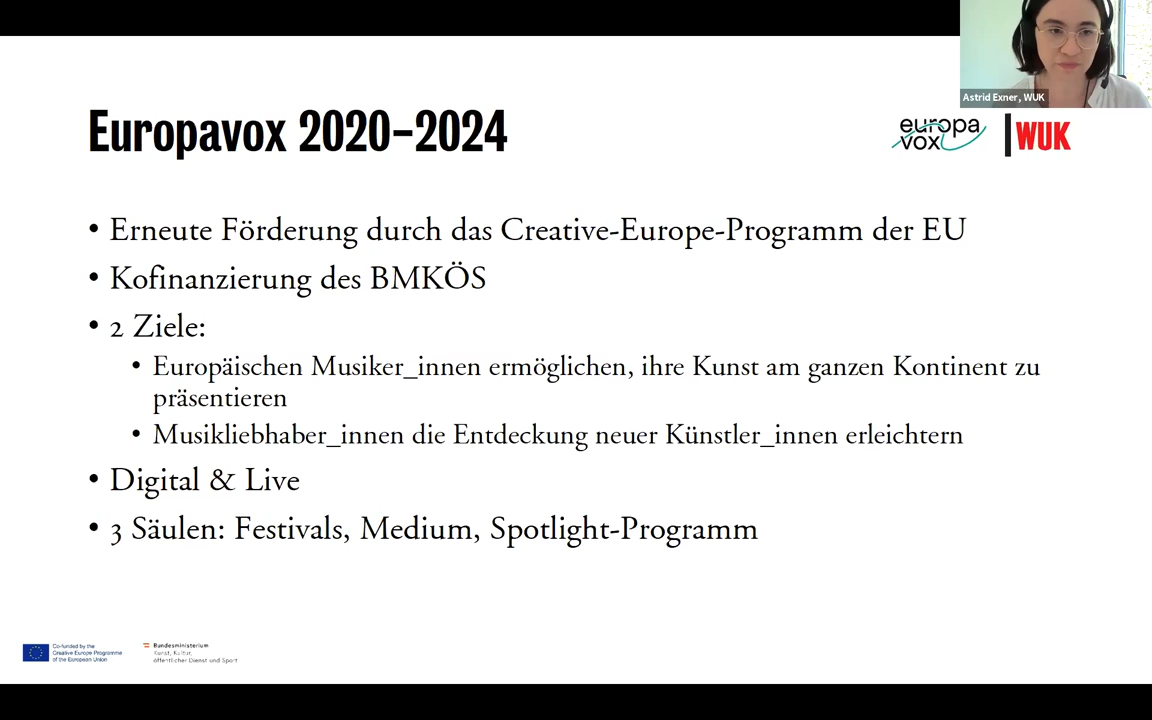 Astrid Exner, WUK
Europavox 2020–2024
europa
vox
WUK
• Erneute Förderung durch das Creative-Europe-Programm der EU
• Kofinanzierung des BMKÖS
• 2 Ziele:
• Europäischen Musiker_innen ermöglichen, ihre Kunst am ganzen Kontinent zu
präsentieren
• Musikliebhaber_innen die Entdeckung neuer Künstler_innen erleichtern
• Digital & Live
• 3 Säulen: Festivals, Medium, Spotlight-Programm
Co-funded by the
Creative Europe Programme
of the European Union
Bundesministerium
Kunst, Kultur,
öffentlicher Dienst und Sport